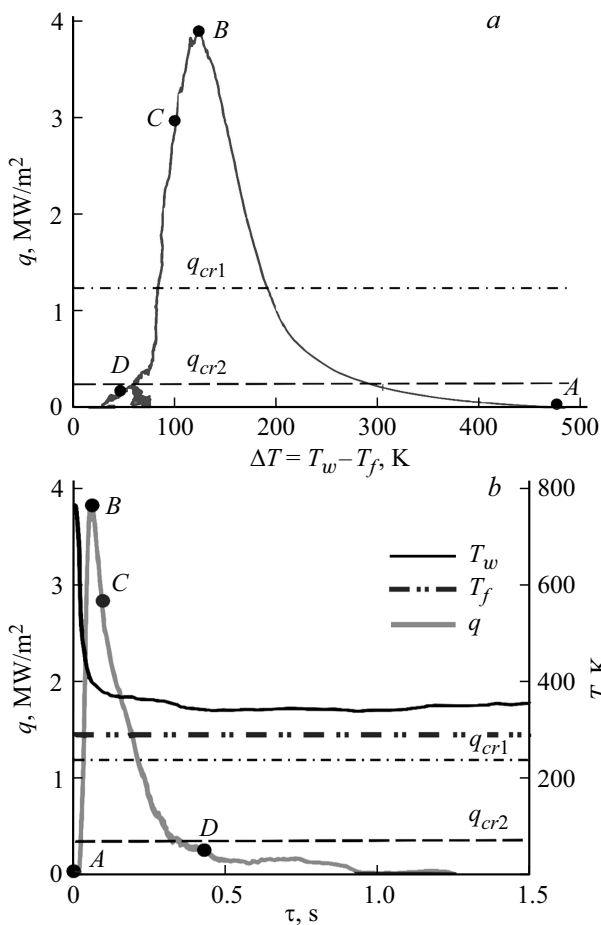 a
4
B
3
C
q, MW/m²
2
q_cr1
1
D
q_cr2
A
0
0 100 200 300 400 500
ΔT = T_w–T_f, K
b
4 800
B
T_w
3 C 600
T_f
q
q, MW/m²
2 400
T, K
q_cr1
1 200
D
q_cr2
A
0
0 0.5 1.0 1.5
τ, s